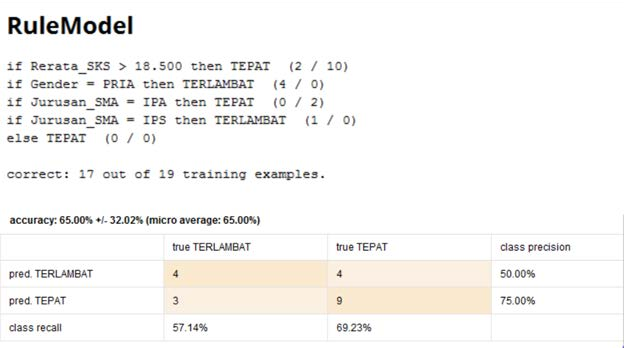 RuleModel
if Rerata_SKS > 18.500 then TEPAT (2 / 10)
if Gender = PRIA then TERLAMBAT (4 / 0)
if Jurusan_SMA = IPA then TEPAT (0 / 2)
if Jurusan_SMA = IPS then TERLAMBAT (1 / 0)
else TEPAT (0 / 0)
correct: 17 out of 19 training examples.
accuracy: 65.00% +/- 32.02% (micro average: 65.00%)
true TERLAMBAT true TEPAT class precision
pred. TERLAMBAT 4 4 50.00%
pred. TEPAT 3 9 75.00%
class recall 57.14% 69.23%